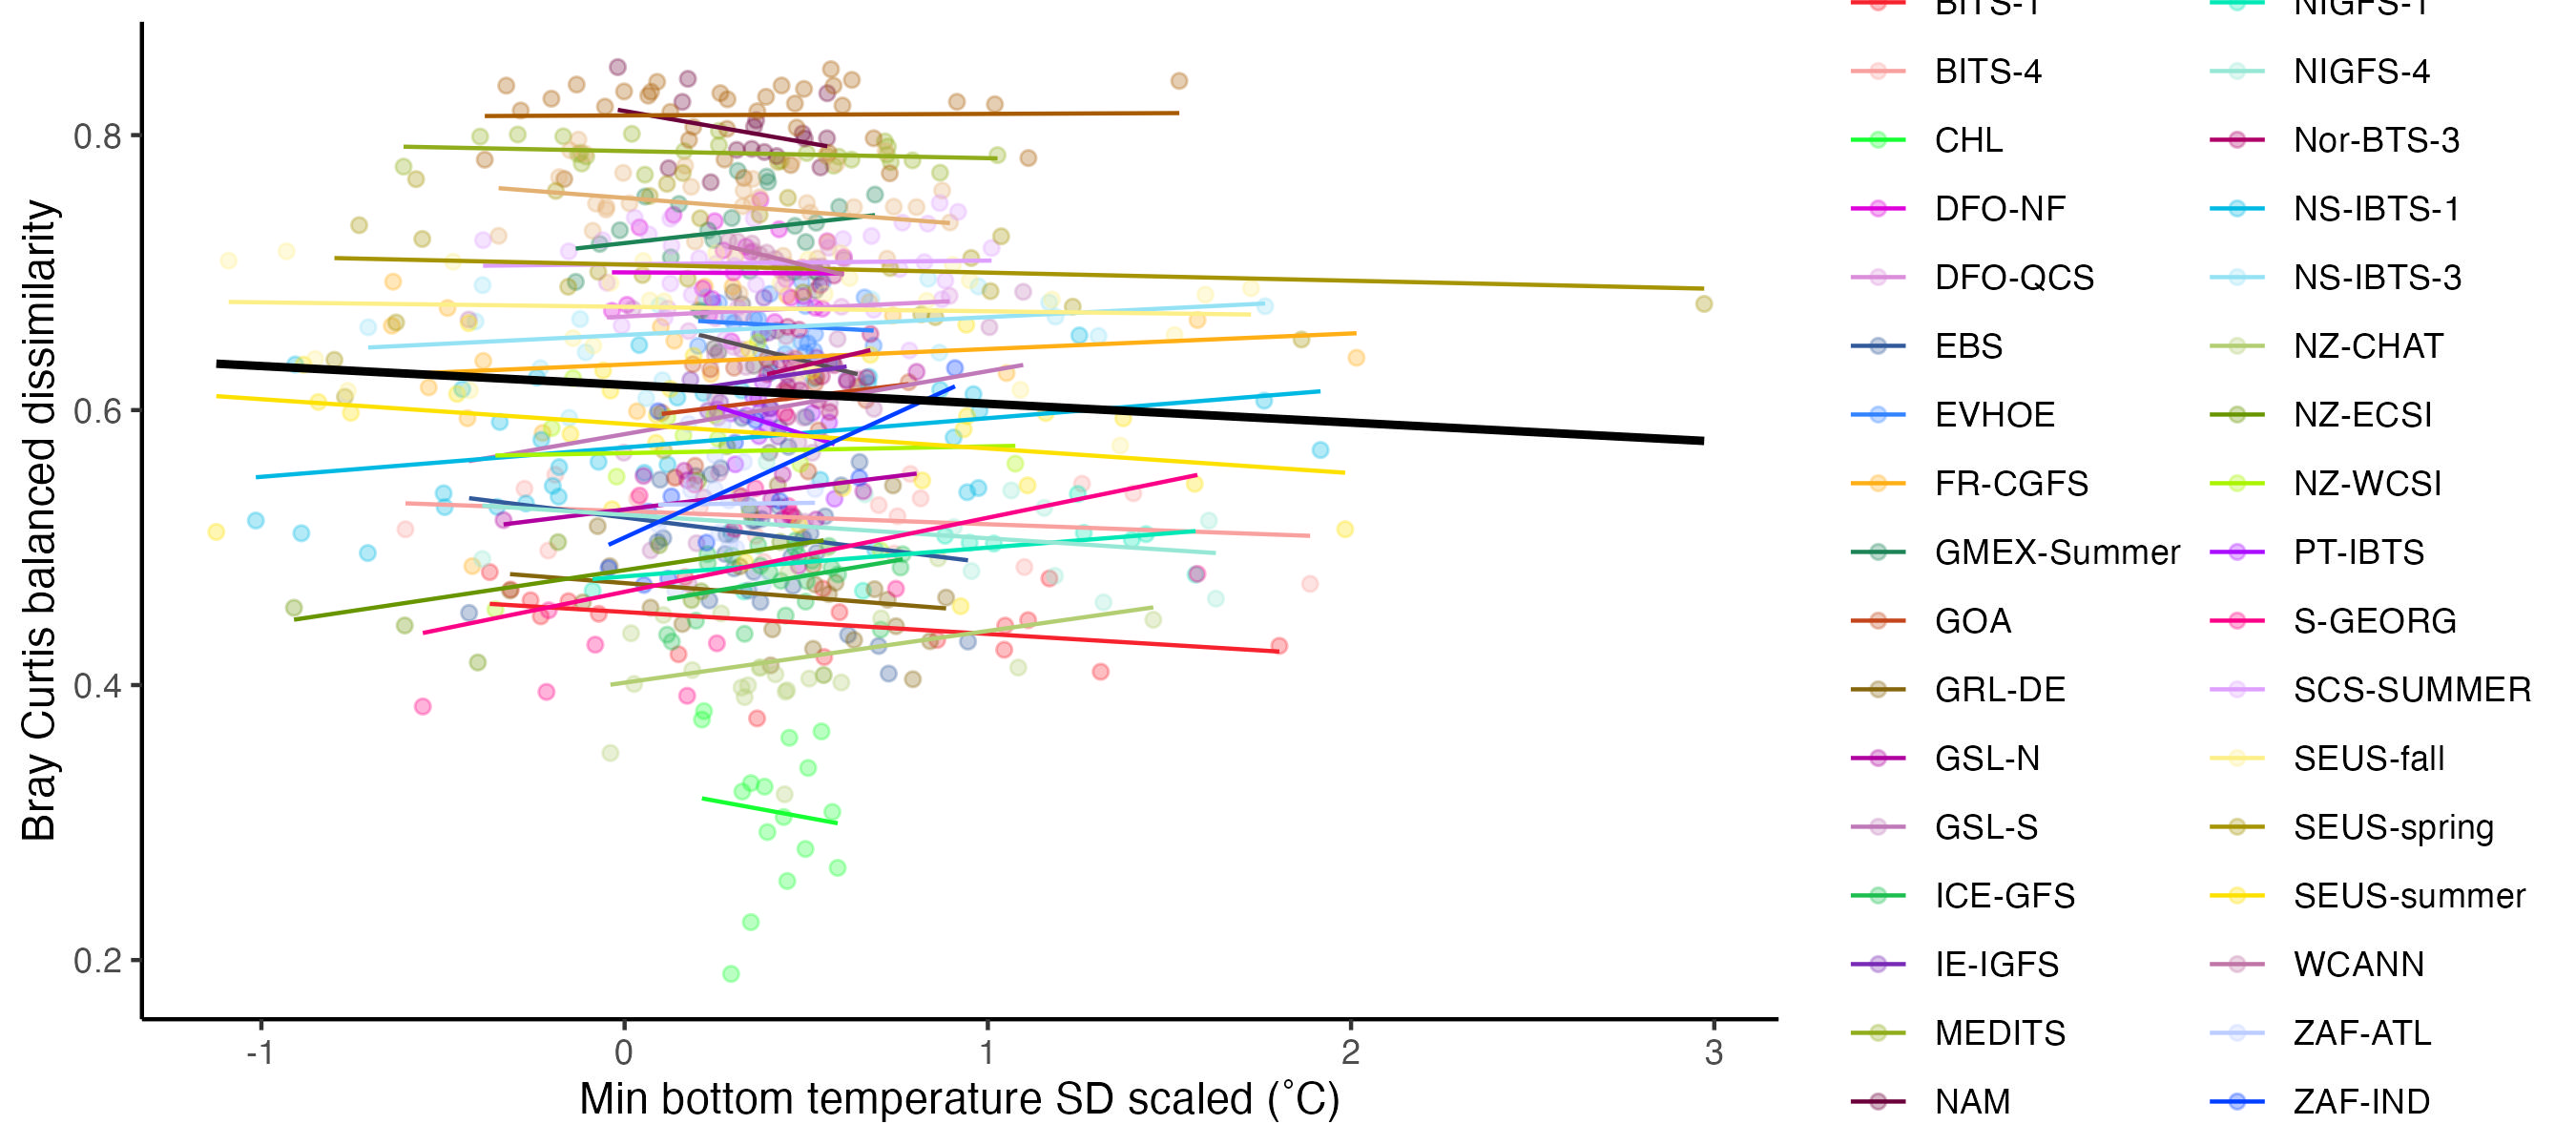 Bray Curtis balanced dissimilarity
0.8
0.6
0.4
0.2
-1 0 1 2 3
Min bottom temperature SD scaled (°C)
BITS-1 NIGFS-1
BITS-4 NIGFS-4
CHL Nor-BTS-3
DFO-NF NS-IBTS-1
DFO-QCS NS-IBTS-3
EBS NZ-CHAT
EVHOE NZ-ECSI
FR-CGFS NZ-WCSI
GMEX-Summer PT-IBTS
GOA S-GEORG
GRL-DE SCS-SUMMER
GSL-N SEUS-fall
GSL-S SEUS-spring
ICE-GFS SEUS-summer
IE-IGFS WCANN
MEDITS ZAF-ATL
NAM ZAF-IND